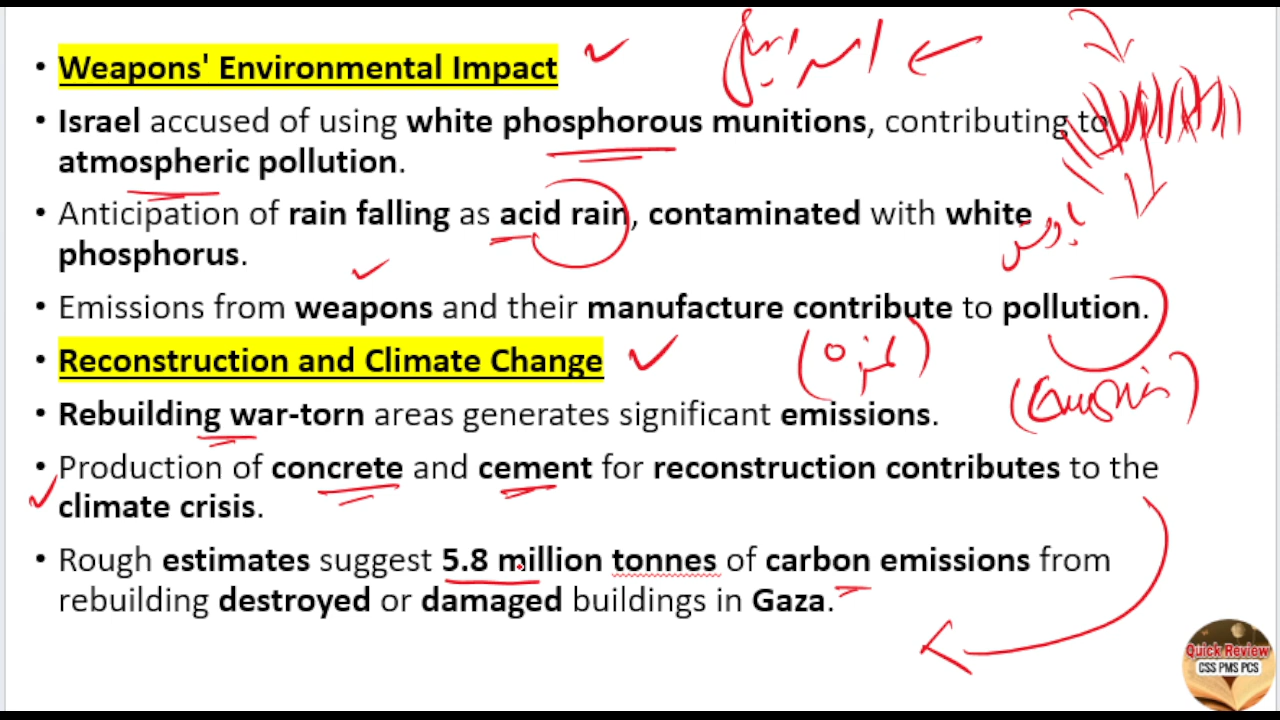 • Weapons' Environmental Impact
• Israel accused of using white phosphorous munitions, contributing to
atmospheric pollution.
• Anticipation of rain falling as acid rain, contaminated with white
phosphorus.
• Emissions from weapons and their manufacture contribute to pollution.
• Reconstruction and Climate Change
• Rebuilding war-torn areas generates significant emissions.
• Production of concrete and cement for reconstruction contributes to the
climate crisis.
• Rough estimates suggest 5.8 million tonnes of carbon emissions from
rebuilding destroyed or damaged buildings in Gaza.
Quick Review
CSS PMS PCS